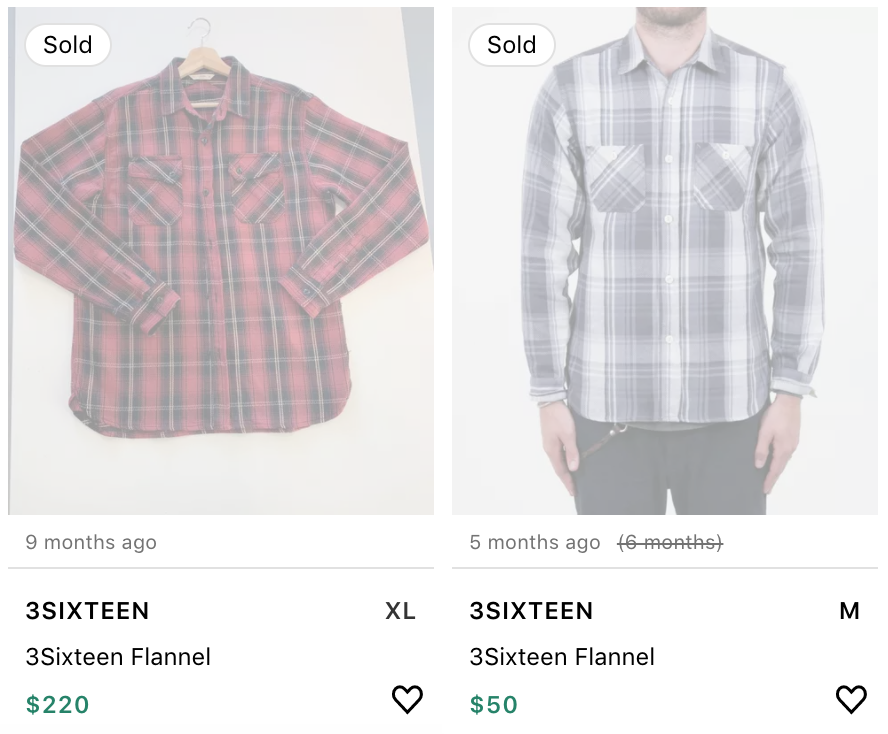 Sold
9 months ago
3SIXTEEN XL
3Sixteen Flannel
$220
Sold
5 months ago (6 months)
3SIXTEEN M
3Sixteen Flannel
$50